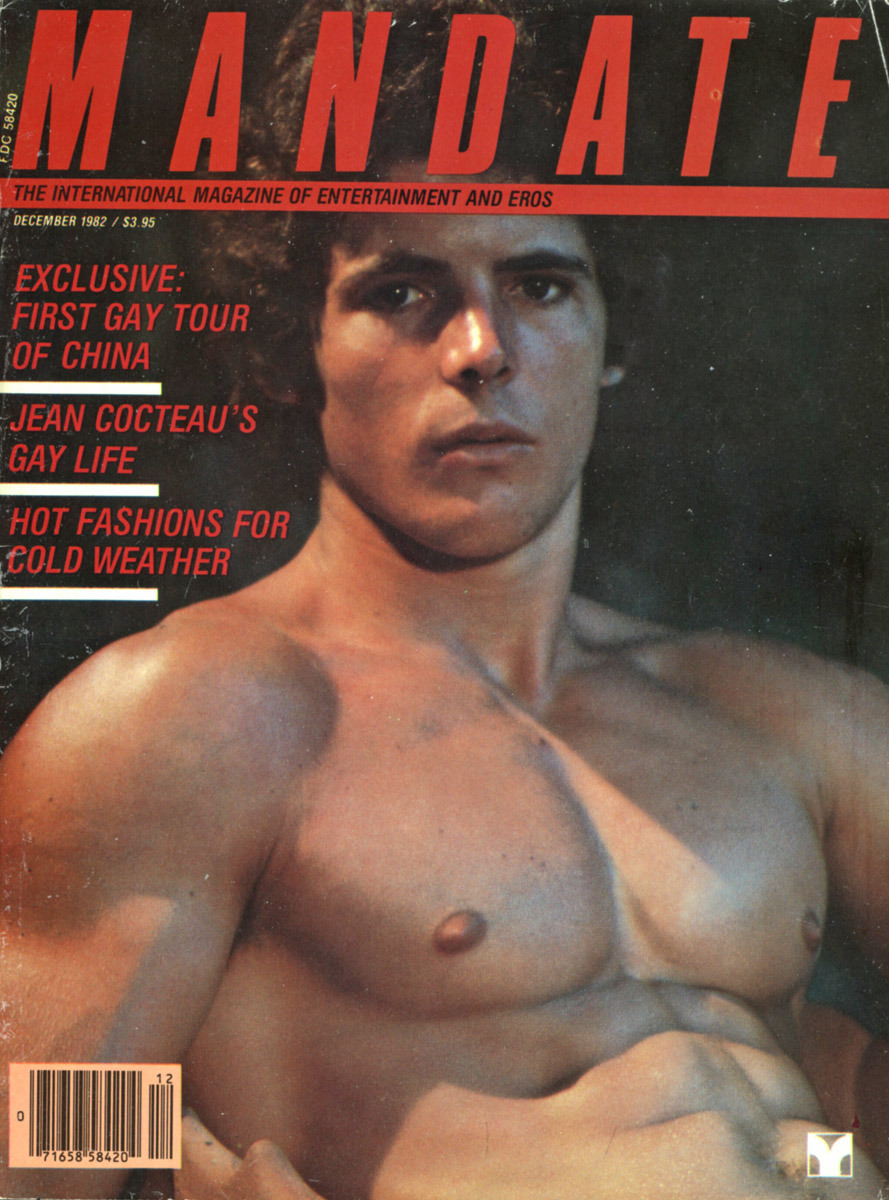 MANDATE
THE INTERNATIONAL MAGAZINE OF ENTERTAINMENT AND EROS
DECEMBER 1982 / $3.95
FDC 58420
EXCLUSIVE:
FIRST GAY TOUR
OF CHINA
JEAN COCTEAU'S
GAY LIFE
HOT FASHIONS FOR
COLD WEATHER
12
0
71658 58420